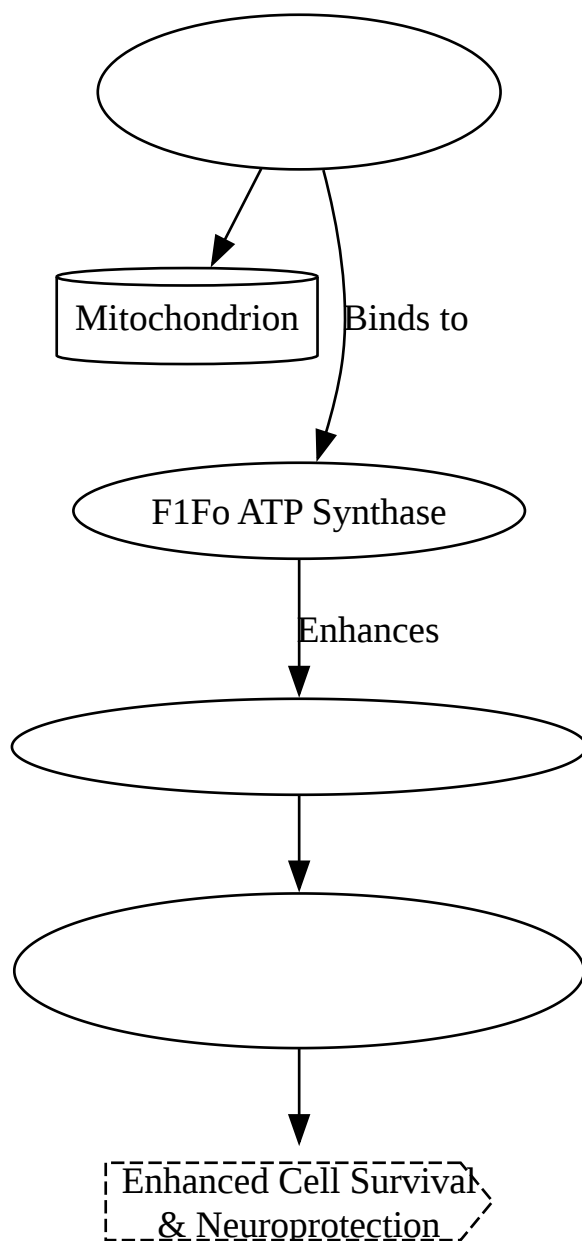 Mitochondrion
Binds to
F1Fo ATP Synthase
Enhances
Enhanced Cell Survival
& Neuroprotection